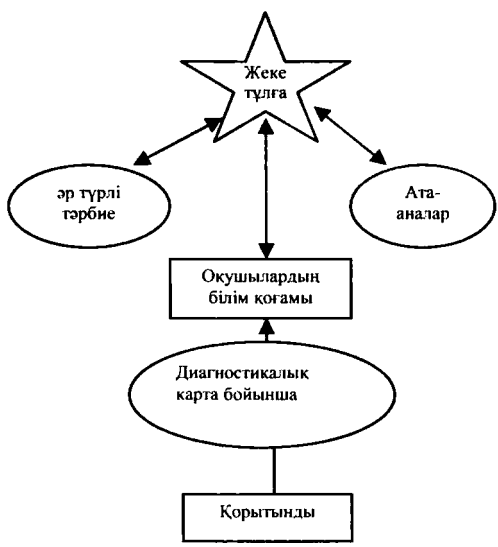 Жеке
тұлға
әр түрлі
тәрбие
Ата-
аналар
Оқушылардың
білім қоғамы
Диагностикалық
карта бойынша
Қорытынды